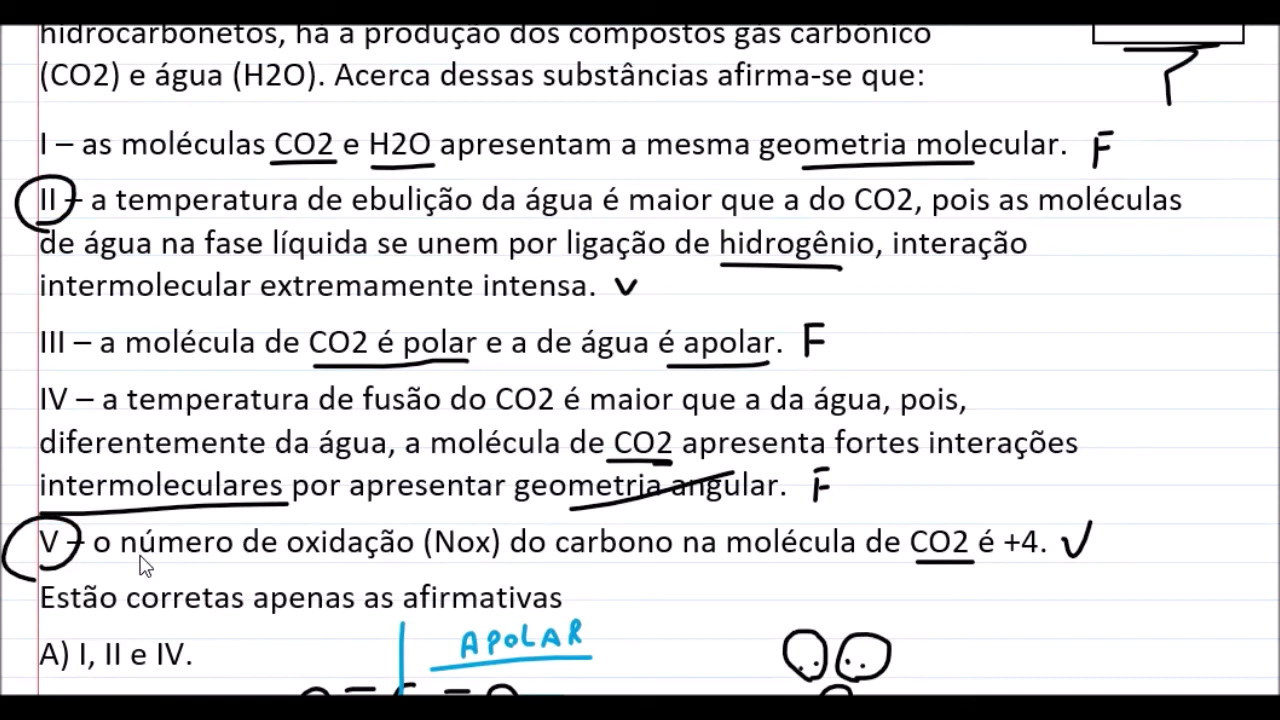 hidrocarbonetos, há a produção dos compostos gás carbônico
(CO2) e água (H2O). Acerca dessas substâncias afirma-se que:
I – as moléculas CO2 e H2O apresentam a mesma geometria molecular. F
II – a temperatura de ebulição da água é maior que a do CO2, pois as moléculas
de água na fase líquida se unem por ligação de hidrogênio, interação
intermolecular extremamente intensa. V
III – a molécula de CO2 é polar e a de água é apolar. F
IV – a temperatura de fusão do CO2 é maior que a da água, pois,
diferentemente da água, a molécula de CO2 apresenta fortes interações
intermoleculares por apresentar geometria angular. F
V – o número de oxidação (Nox) do carbono na molécula de CO2 é +4. V
Estão corretas apenas as afirmativas
APOLAR
A) I, II e IV.